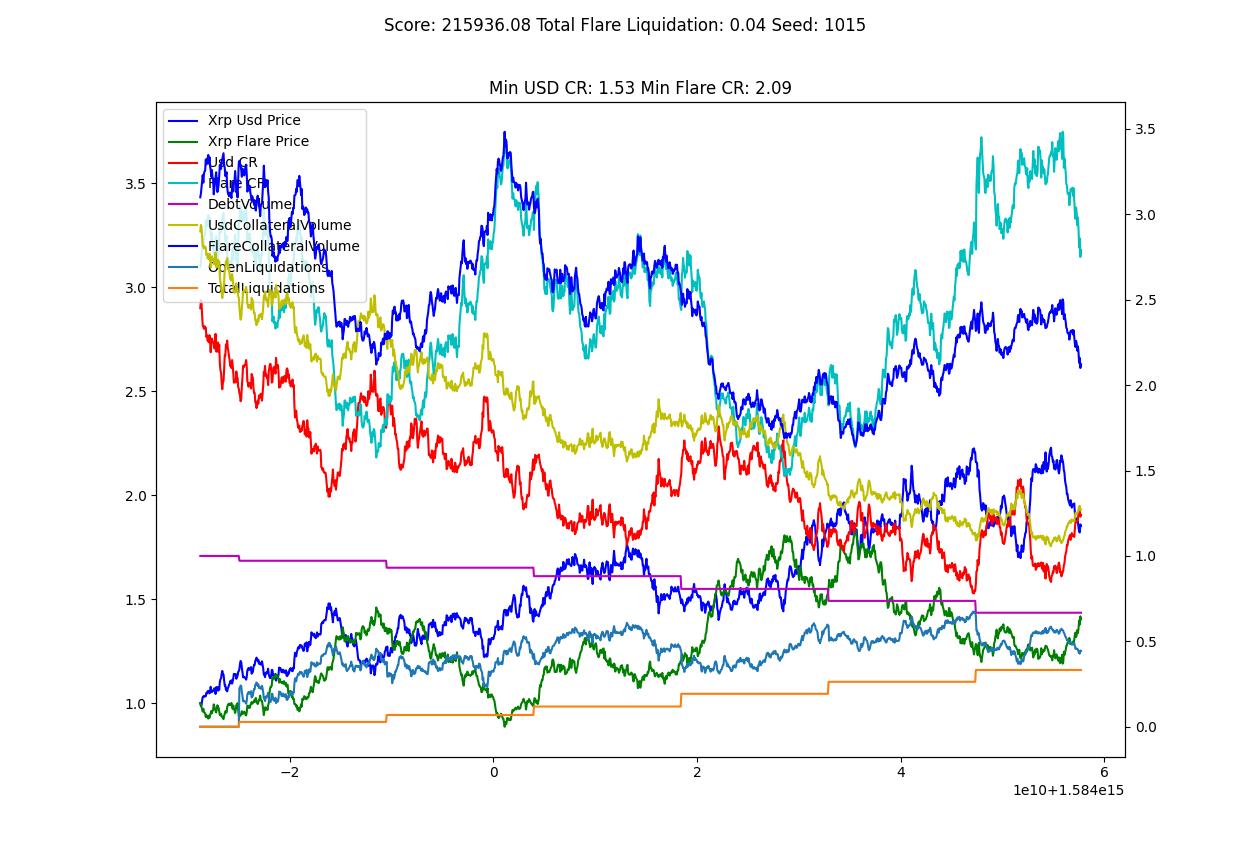 Score: 215936.08 Total Flare Liquidation: 0.04 Seed: 1015
Min USD CR: 1.53 Min Flare CR: 2.09
Xrp Usd Price
Xrp Flare Price
Usd CR
Flare CR
DebtVolume
UsdCollateralVolume
FlareCollateralVolume
OpenLiquidations
TotalLiquidations
3.5
3.0
2.5
2.0
1.5
1.0
3.5
3.0
2.5
2.0
1.5
1.0
0.5
0.0
−2
0
2
4
6
1e10+1.584e15